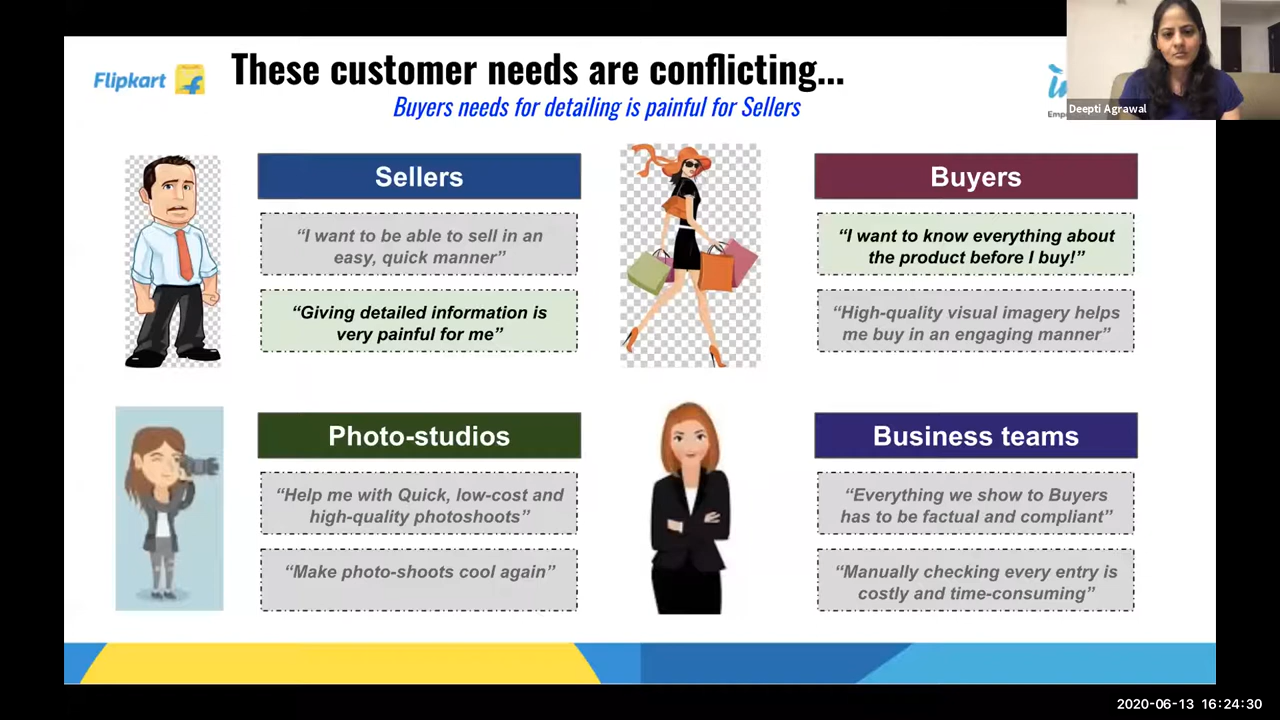 Flipkart
These customer needs are conflicting...
Buyers needs for detailing is painful for Sellers
Deepti Agrawal
Sellers
“I want to be able to sell in an
easy, quick manner”
“Giving detailed information is
very painful for me”
Buyers
“I want to know everything about
the product before I buy!”
“High-quality visual imagery helps
me buy in an engaging manner”
Photo-studios
“Help me with Quick, low-cost and
high-quality photoshoots”
“Make photo-shoots cool again”
Business teams
“Everything we show to Buyers
has to be factual and compliant”
“Manually checking every entry is
costly and time-consuming”
2020-06-13 16:24:30